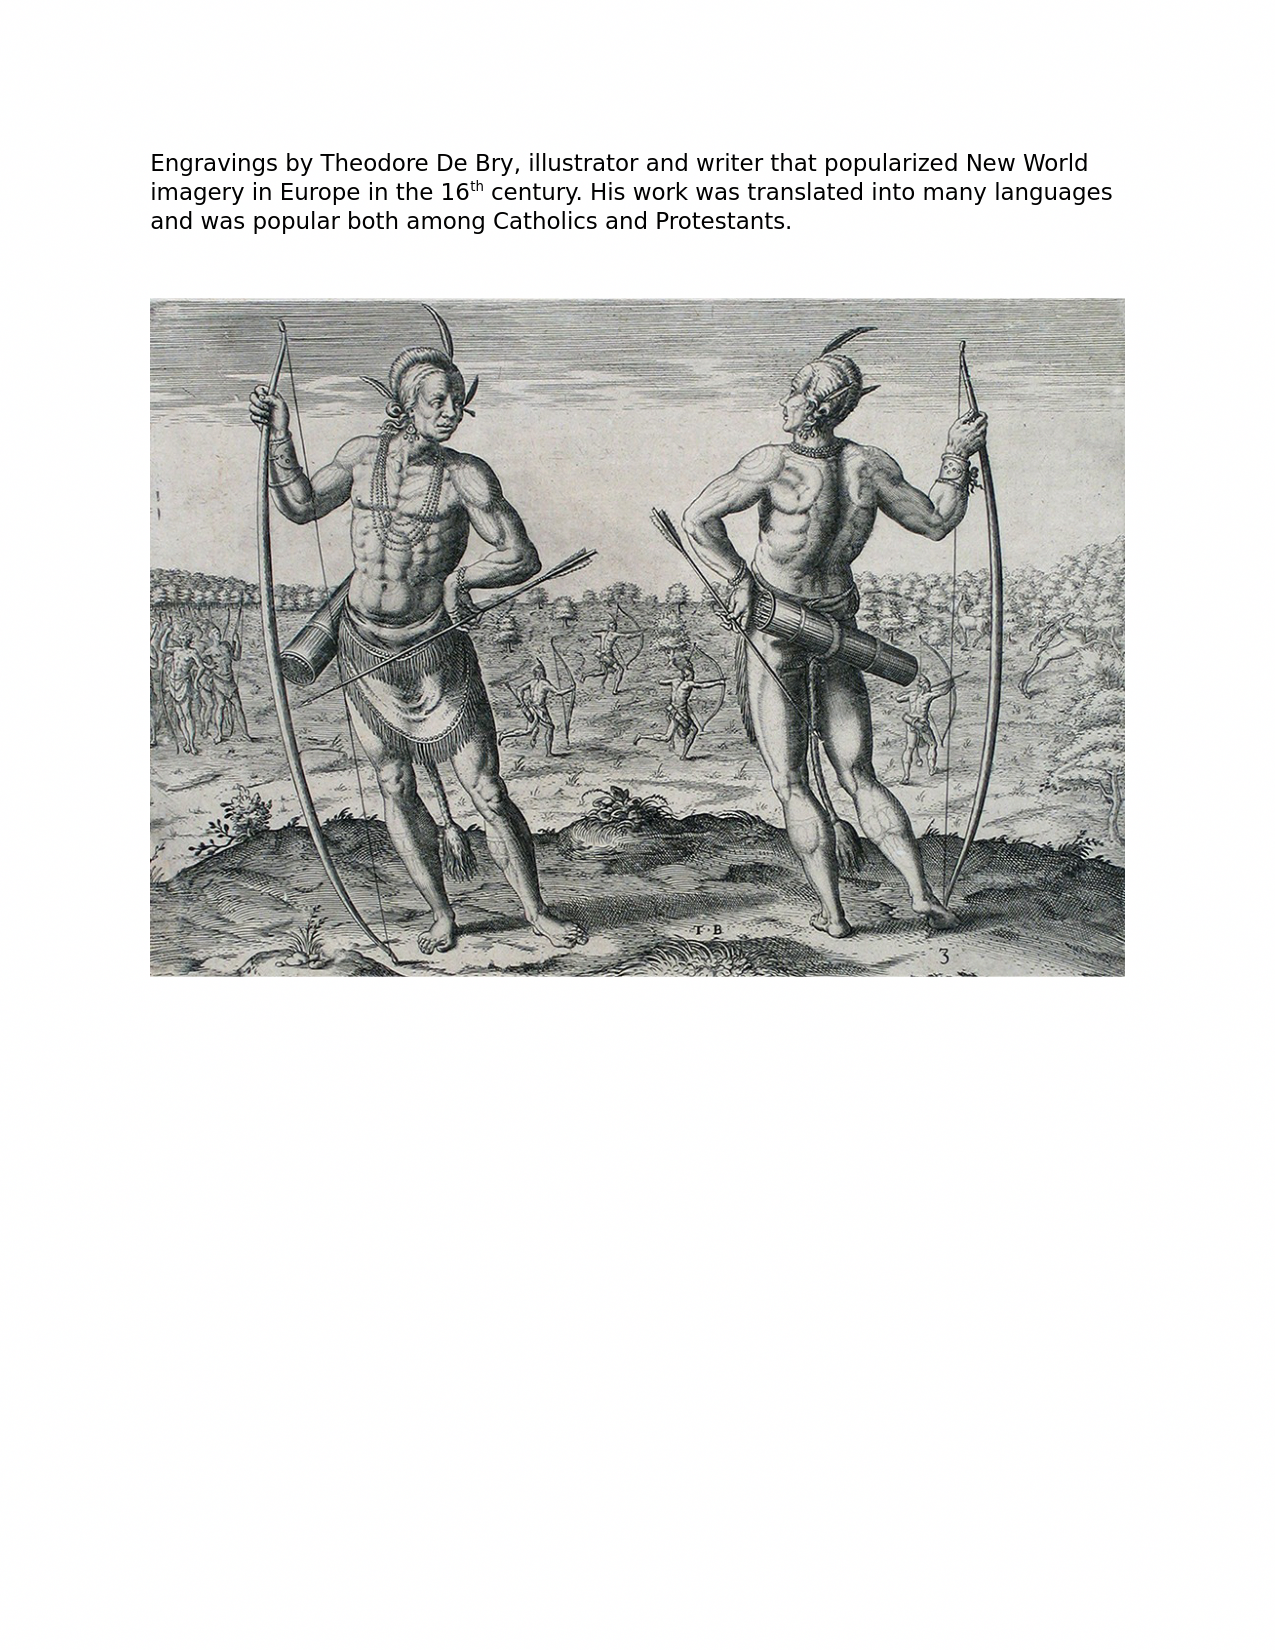 Engravings by Theodore De Bry, illustrator and writer that popularized New World
imagery in Europe in the 16th century. His work was translated into many languages
and was popular both among Catholics and Protestants.
T·B
3